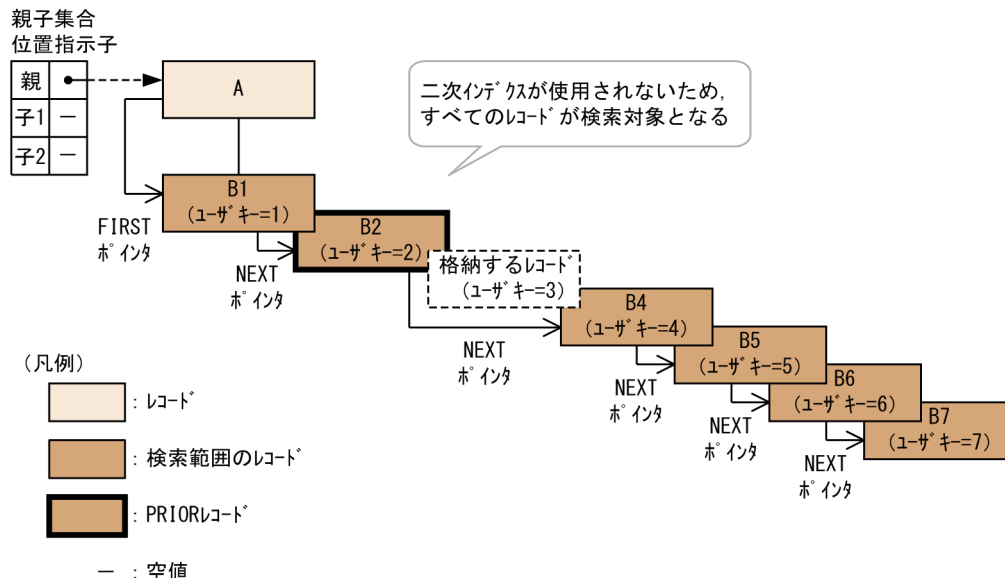 親子集合
位置指示子
親
子1 －
子2 －
A
二次ｲﾝﾃﾞｸｽが使用されないため，
すべてのﾚｺｰﾄﾞが検索対象となる
B1
(ﾕｰｻﾞｷｰ=1)
FIRST
ﾎﾟｲﾝﾀ
B2
(ﾕｰｻﾞｷｰ=2)
NEXT
ﾎﾟｲﾝﾀ
格納するﾚｺｰﾄﾞ
(ﾕｰｻﾞｷｰ=3)
B4
(ﾕｰｻﾞｷｰ=4)
NEXT
ﾎﾟｲﾝﾀ
B5
(ﾕｰｻﾞｷｰ=5)
NEXT
ﾎﾟｲﾝﾀ
B6
(ﾕｰｻﾞｷｰ=6)
NEXT
ﾎﾟｲﾝﾀ
B7
(ﾕｰｻﾞｷｰ=7)
NEXT
ﾎﾟｲﾝﾀ
（凡例）
：ﾚｺｰﾄﾞ
：検索範囲のﾚｺｰﾄﾞ
：PRIORﾚｺｰﾄﾞ
－：空値